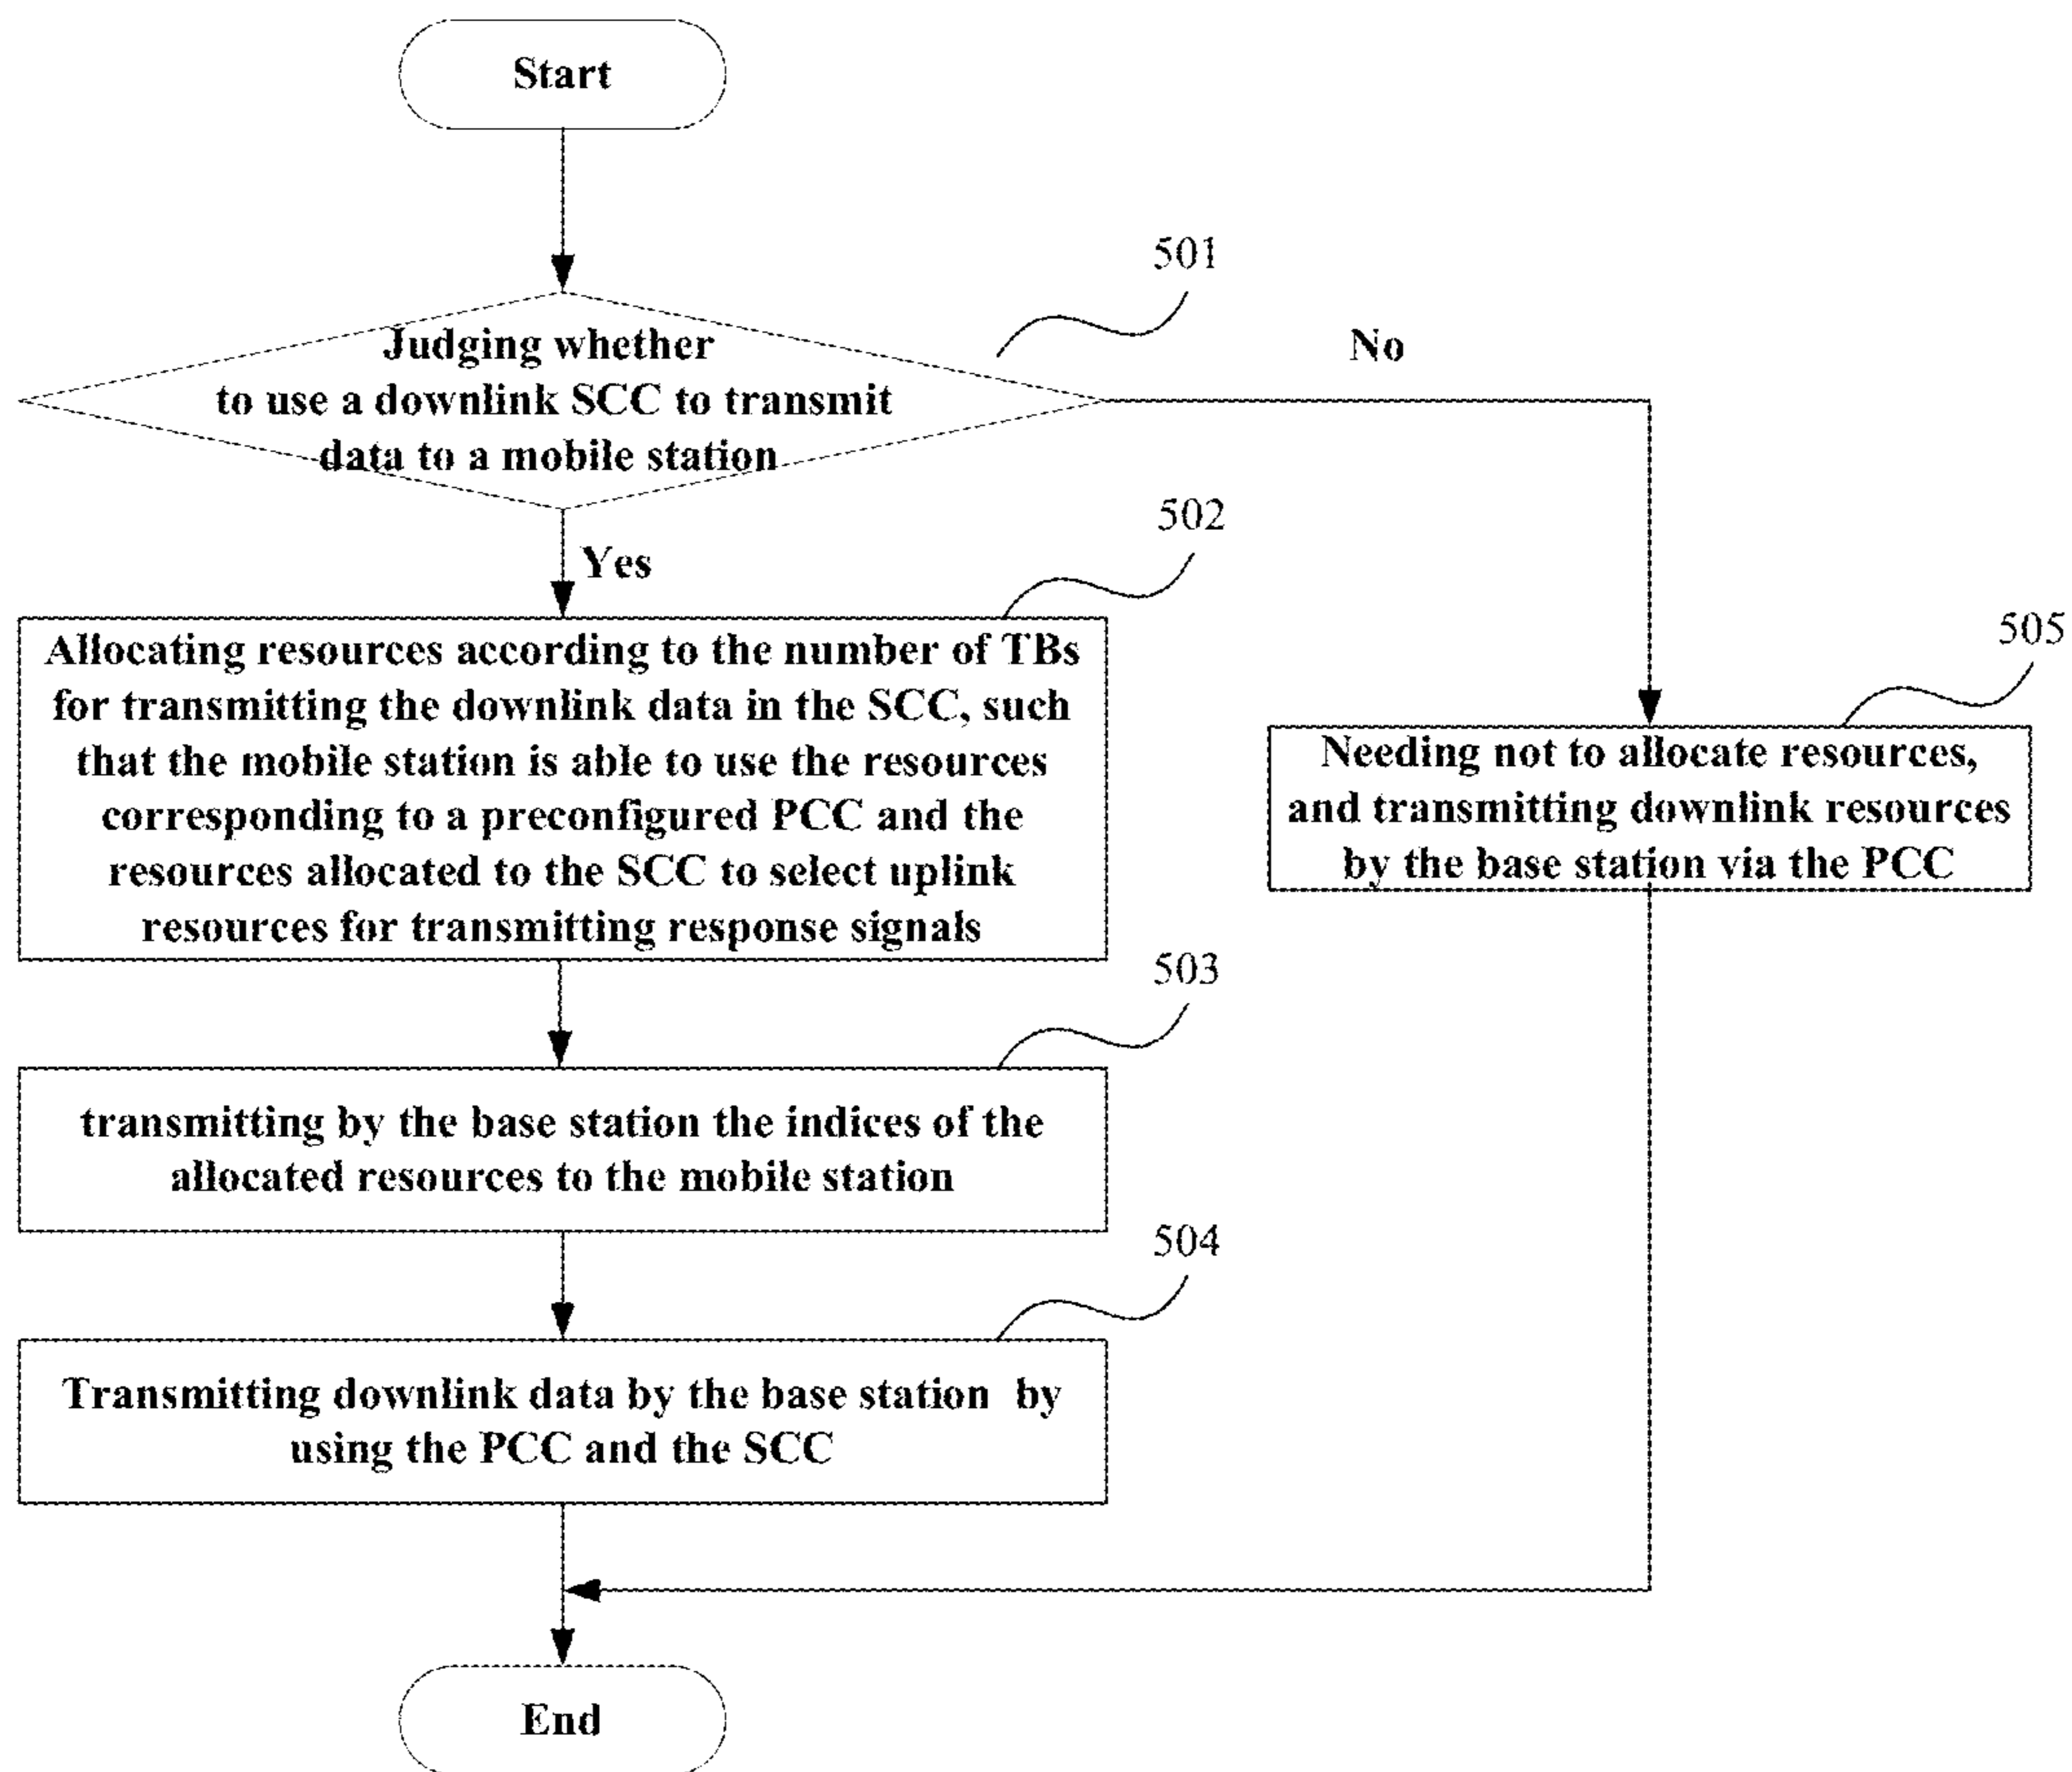 Start
501
Judging whether
to use a downlink SCC to transmit
data to a mobile station
No
Yes
502
Allocating resources according to the number of TBs
for transmitting the downlink data in the SCC, such
that the mobile station is able to use the resources
corresponding to a preconfigured PCC and the
resources allocated to the SCC to select uplink
resources for transmitting response signals
505
Needing not to allocate resources,
and transmitting downlink resources
by the base station via the PCC
503
transmitting by the base station the indices of the
allocated resources to the mobile station
504
Transmitting downlink data by the base station by
using the PCC and the SCC
End